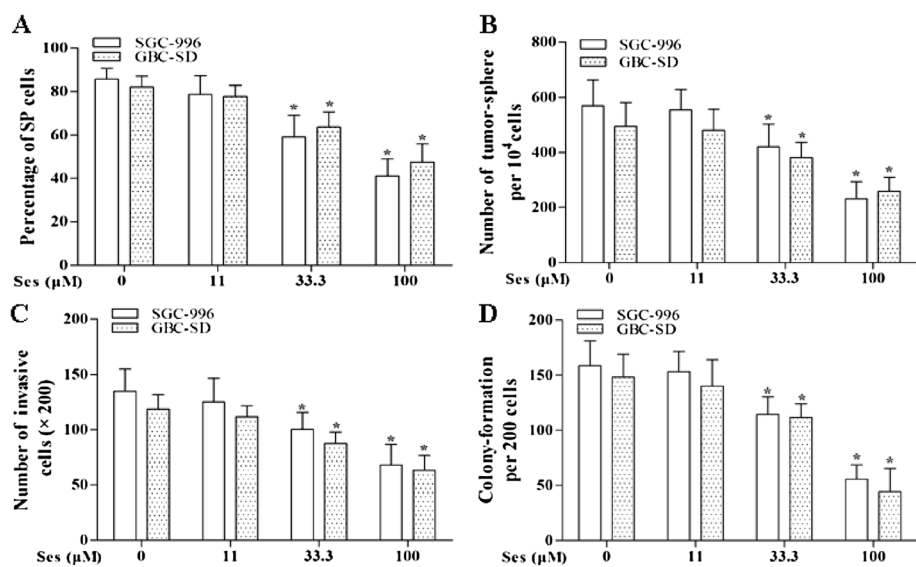 A
SGC-996
GBC-SD
Percentage of SP cells
100
80
60
40
20
0
* * * *
Ses (μM) 0 11 33.3 100
B
SGC-996
GBC-SD
Number of tumor-sphere
per 10⁴cells
800
600
400
200
0
* * * *
Ses (μM) 0 11 33.3 100
C
SGC-996
GBC-SD
Number of invasive
cells (× 200)
200
150
100
50
0
* * * *
Ses (μM) 0 11 33.3 100
D
SGC-996
GBC-SD
Colony-formation
per 200 cells
200
150
100
50
0
* * * *
Ses (μM) 0 11 33.3 100